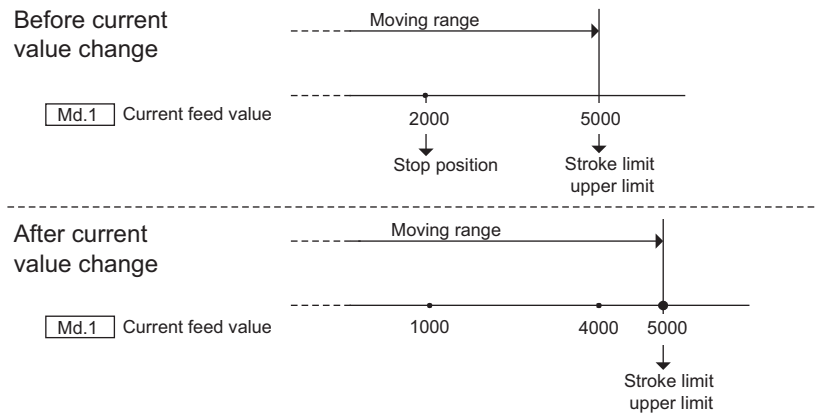 Before current
value change
Moving range
Md.1 Current feed value
2000 5000
Stop position
Stroke limit
upper limit
After current
value change
Moving range
Md.1 Current feed value
1000 4000 5000
Stroke limit
upper limit